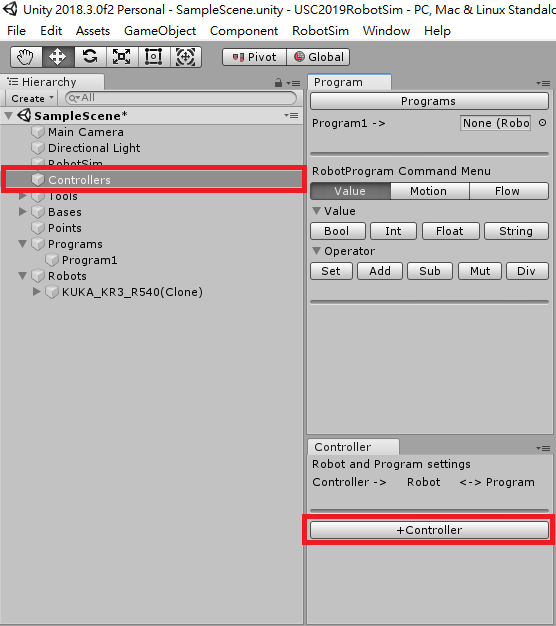 Unity 2018.3.0f2 Personal - SampleScene.unity - USC2019RobotSim - PC, Mac & Linux Standalo
File Edit Assets GameObject Component RobotSim Window Help
Pivot Global
Hierarchy
Create All
SampleScene*
Main Camera
Directional Light
RobotSim
Controllers
Tools
Bases
Points
Programs
Program1
Robots
KUKA_KR3_R540(Clone)
Program
Programs
Program1 -> None (Robo
RobotProgram Command Menu
Value Motion Flow
Value
Bool Int Float String
Operator
Set Add Sub Mut Div
Controller
Robot and Program settings
Controller -> Robot <-> Program
+Controller